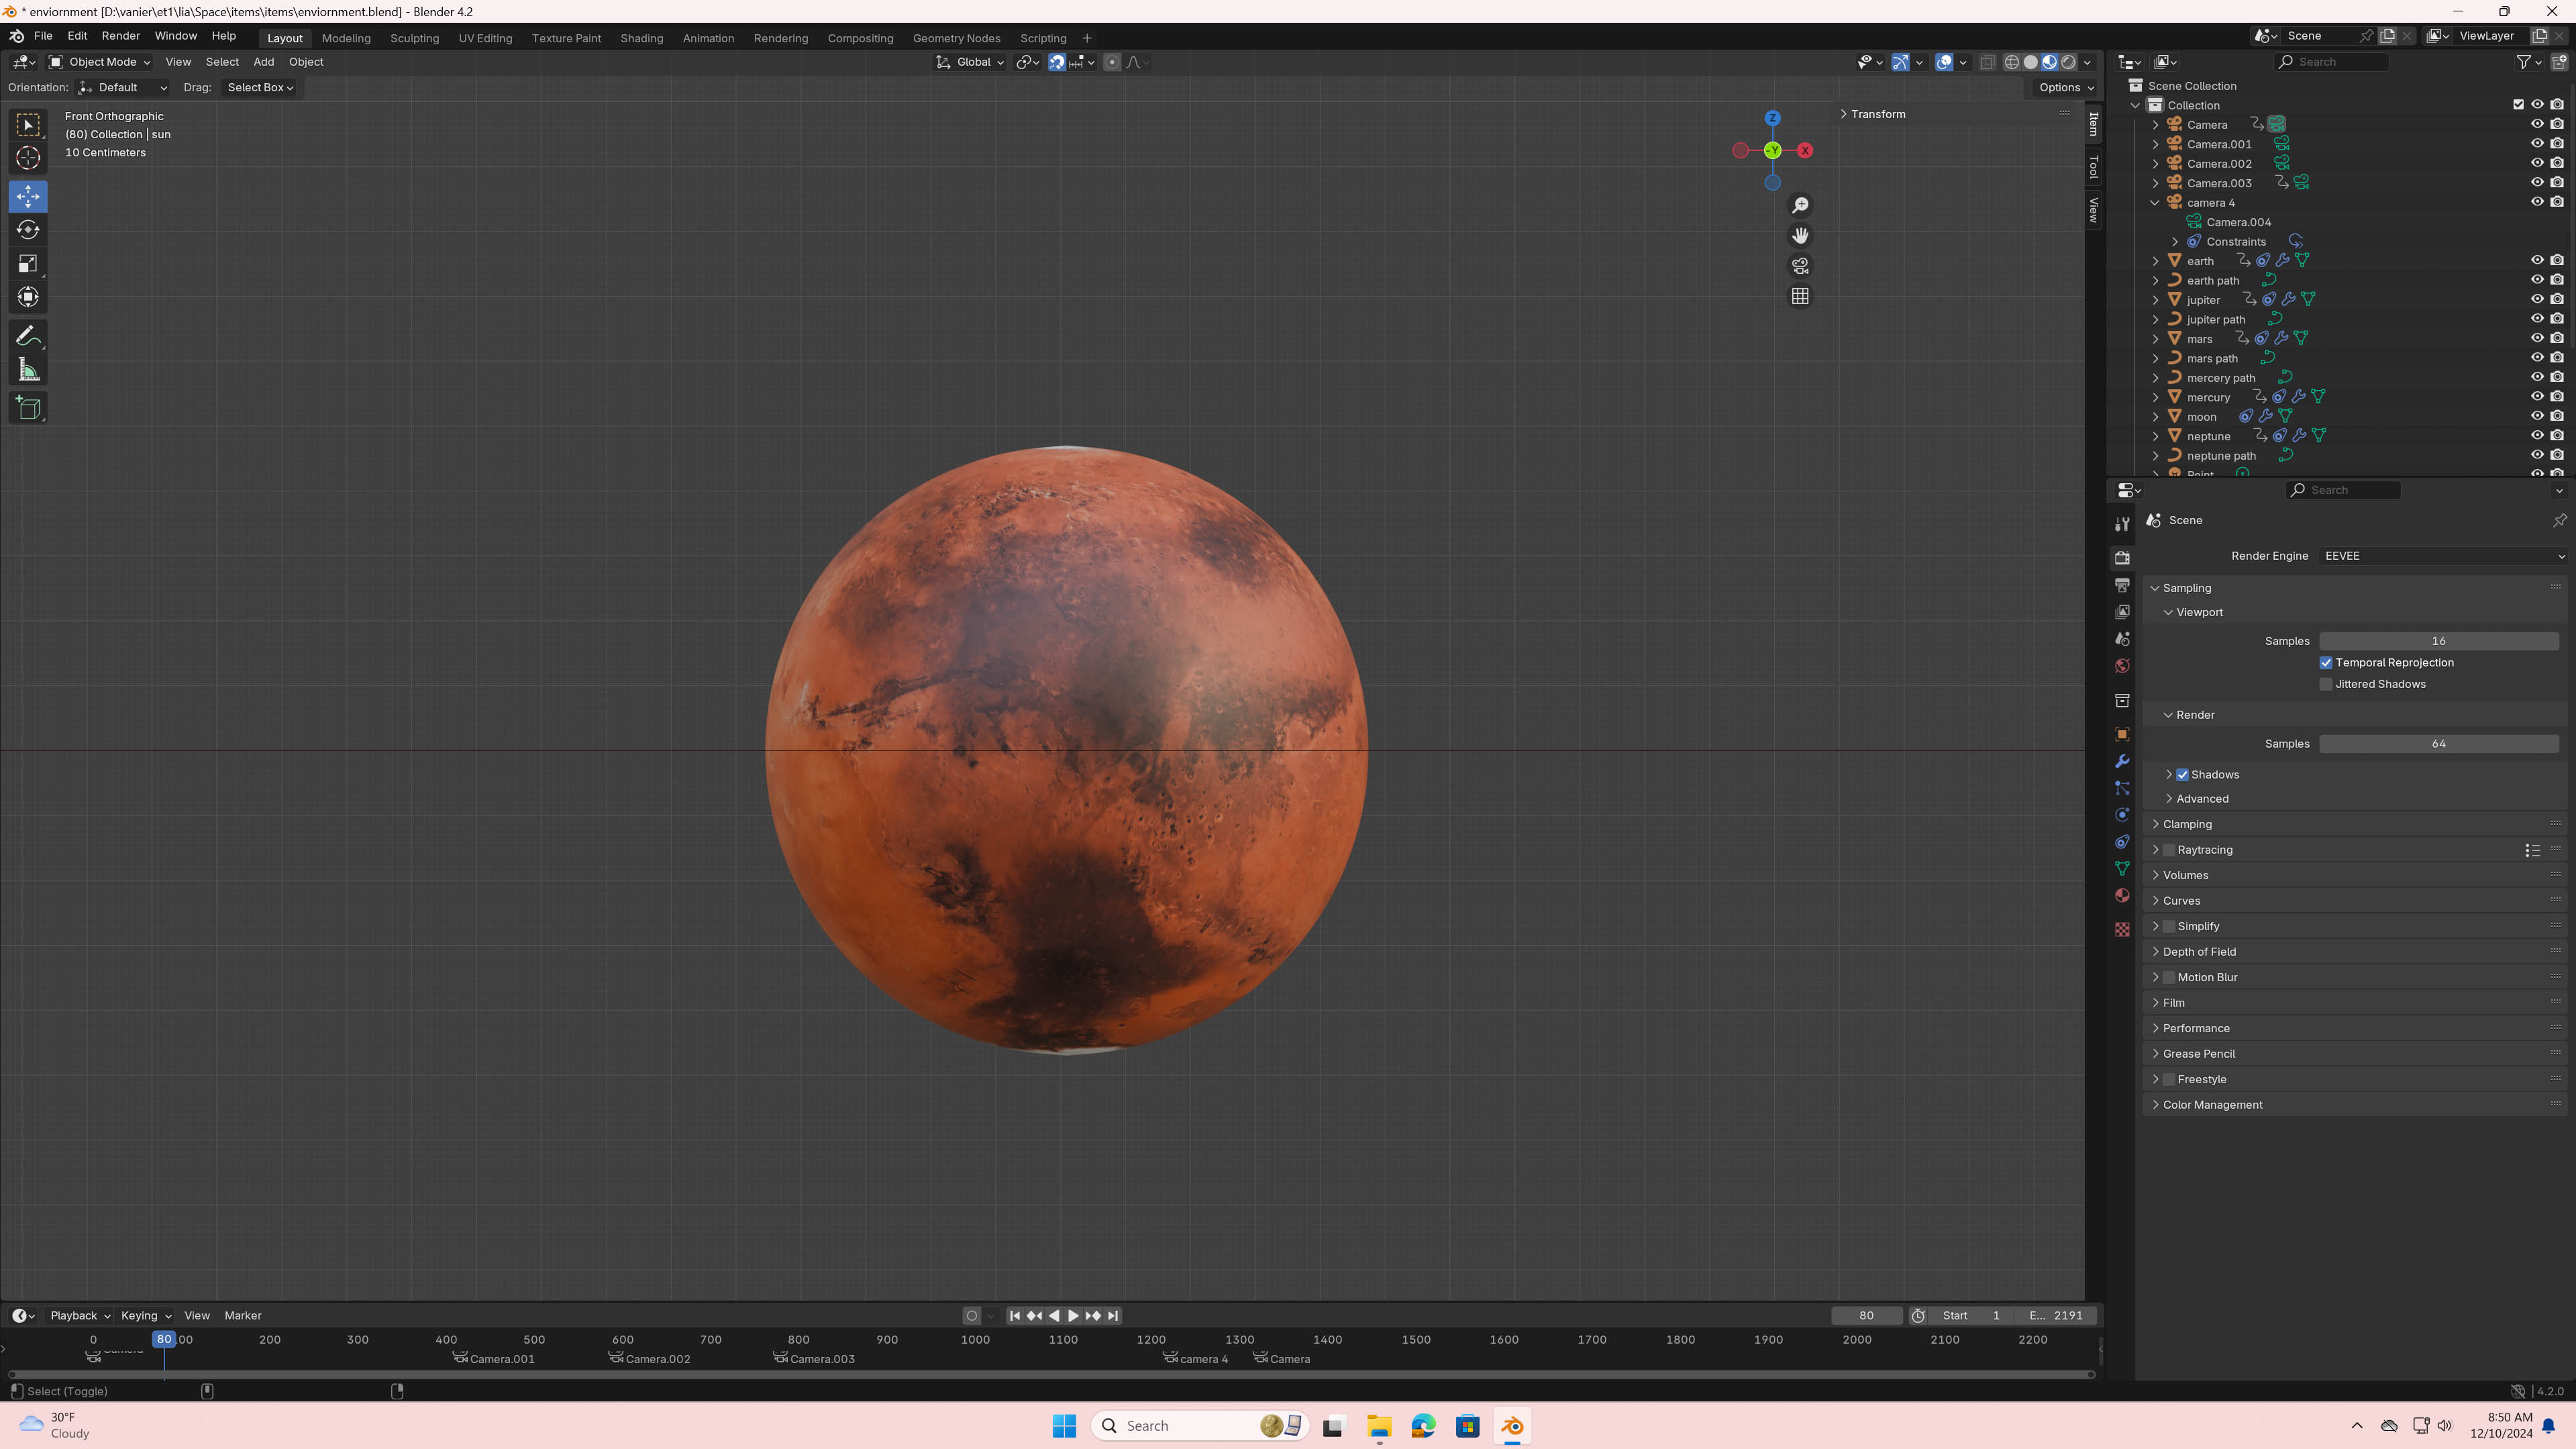 * enviornment [D:\vanier\et1\lia\Space\items\items\enviornment.blend] - Blender 4.2
File Edit Render Window Help Layout Modeling Sculpting UV Editing Texture Paint Shading Animation Rendering Compositing Geometry Nodes Scripting + Scene ViewLayer
Object Mode View Select Add Object Global Search
Orientation: Default Drag: Select Box Options
Front Orthographic
(80) Collection | sun
10 Centimeters
Transform
Z
-Y X
Item
Tool
View
Scene Collection
Collection
Camera
Camera.001
Camera.002
Camera.003
camera 4
Camera.004
Constraints
earth
earth path
jupiter
jupiter path
mars
mars path
mercery path
mercury
moon
neptune
neptune path
Point
Search
Scene
Render Engine EEVEE
Sampling
Viewport
Samples 16
Temporal Reprojection
Jittered Shadows
Render
Samples 64
Shadows
Advanced
Clamping
Raytracing
Volumes
Curves
Simplify
Depth of Field
Motion Blur
Film
Performance
Grease Pencil
Freestyle
Color Management
Playback Keying View Marker 80 Start 1 E... 2191
0 80 00 200 300 400 500 600 700 800 900 1000 1100 1200 1300 1400 1500 1600 1700 1800 1900 2000 2100 2200
Camera Camera.001 Camera.002 Camera.003 camera 4 Camera
Select (Toggle) 4.2.0
30°F
Cloudy
Search
8:50 AM
12/10/2024